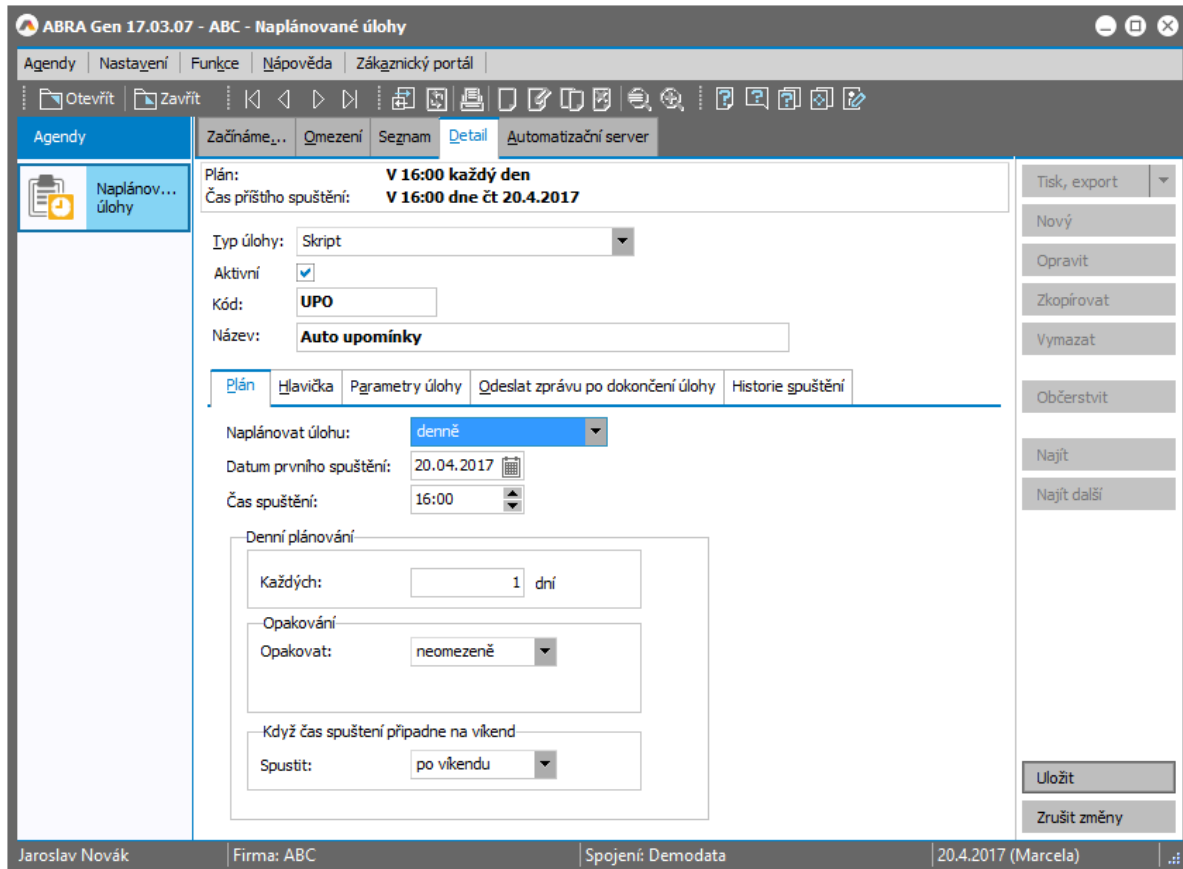 ABRA Gen 17.03.07 - ABC - Naplánované úlohy
Agendy Nastavení Funkce Nápověda Zákaznický portál
Otevřít Zavřít
Agendy
Naplánov...
úlohy
Začínáme,.. Omezení Seznam Detail Automatizační server
Plán: V 16:00 každý den
Čas příštího spuštění: V 16:00 dne čt 20.4.2017
Typ úlohy: Skript
Aktivní
Kód: UPO
Název: Auto upomínky
Plán Hlavička Parametry úlohy Odeslat zprávu po dokončení úlohy Historie spuštění
Naplánovat úlohu: denně
Datum prvního spuštění: 20.04.2017
Čas spuštění: 16:00
Denní plánování
Každých: 1 dní
Opakování
Opakovat: neomezeně
Když čas spuštení připadne na víkend
Spustit: po víkendu
Tisk, export
Nový
Opravit
Zkopírovat
Vymazat
Občerstvit
Najít
Najít další
Uložit
Zrušit změny
Jaroslav Novák Firma: ABC Spojení: Demodata 20.4.2017 (Marcela)